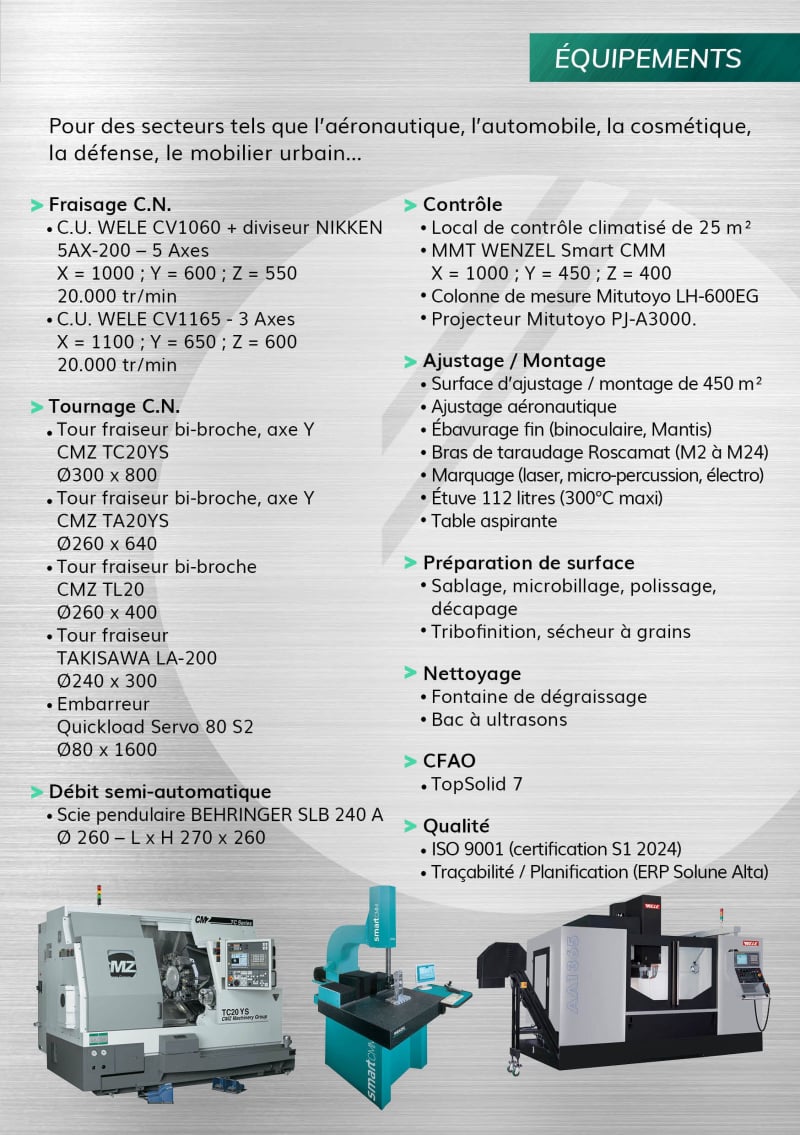 ÉQUIPEMENTS
Pour des secteurs tels que l'aéronautique, l'automobile, la cosmétique,
la défense, le mobilier urbain...
> Fraisage C.N.
• C.U. WELE CV1060 + diviseur NIKKEN
5AX-200 – 5 Axes
X = 1000 ; Y = 600 ; Z = 550
20.000 tr/min
• C.U. WELE CV1165 - 3 Axes
X = 1100 ; Y = 650 ; Z = 600
20.000 tr/min
> Tournage C.N.
• Tour fraiseur bi-broche, axe Y
CMZ TC20YS
Ø300 x 800
• Tour fraiseur bi-broche, axe Y
CMZ TA20YS
Ø260 x 640
• Tour fraiseur bi-broche
CMZ TL20
Ø260 x 400
• Tour fraiseur
TAKISAWA LA-200
Ø240 x 300
• Embarreur
Quickload Servo 80 S2
Ø80 x 1600
> Débit semi-automatique
• Scie pendulaire BEHRINGER SLB 240 A
Ø 260 – L x H 270 x 260
> Contrôle
• Local de contrôle climatisé de 25 m²
• MMT WENZEL Smart CMM
X = 1000 ; Y = 450 ; Z = 400
• Colonne de mesure Mitutoyo LH-600EG
• Projecteur Mitutoyo PJ-A3000.
> Ajustage / Montage
• Surface d'ajustage / montage de 450 m²
• Ajustage aéronautique
• Ébavurage fin (binoculaire, Mantis)
• Bras de taraudage Roscamat (M2 à M24)
• Marquage (laser, micro-percussion, électro)
• Étuve 112 litres (300°C maxi)
• Table aspirante
> Préparation de surface
• Sablage, microbillage, polissage,
décapage
• Tribofinition, sécheur à grains
> Nettoyage
• Fontaine de dégraissage
• Bac à ultrasons
> CFAO
• TopSolid 7
> Qualité
• ISO 9001 (certification S1 2024)
• Traçabilité / Planification (ERP Solune Alta)
CMZ TC Series
CMZ
TC20 YS
CMZ Machinery Group
smartCMM
smartCMM
WELE
AA1365
WELE